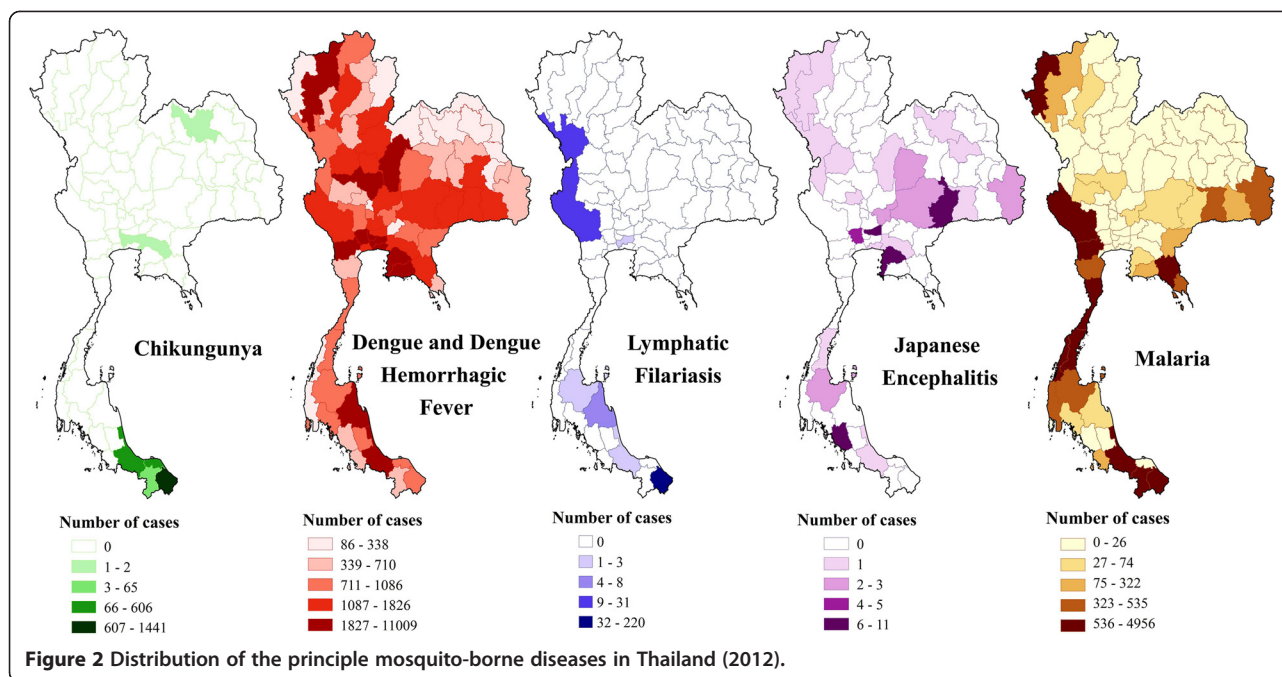 Chikungunya
Dengue and Dengue
Hemorrhagic
Fever
Lymphatic
Filariasis
Japanese
Encephalitis
Malaria
Number of cases
0
1 - 2
3 - 65
66 - 606
607 - 1441
Number of cases
86 - 338
339 - 710
711 - 1086
1087 - 1826
1827 - 11009
Number of cases
0
1 - 3
4 - 8
9 - 31
32 - 220
Number of cases
0
1
2 - 3
4 - 5
6 - 11
Number of cases
0 - 26
27 - 74
75 - 322
323 - 535
536 - 4956
Figure 2 Distribution of the principle mosquito-borne diseases in Thailand (2012).